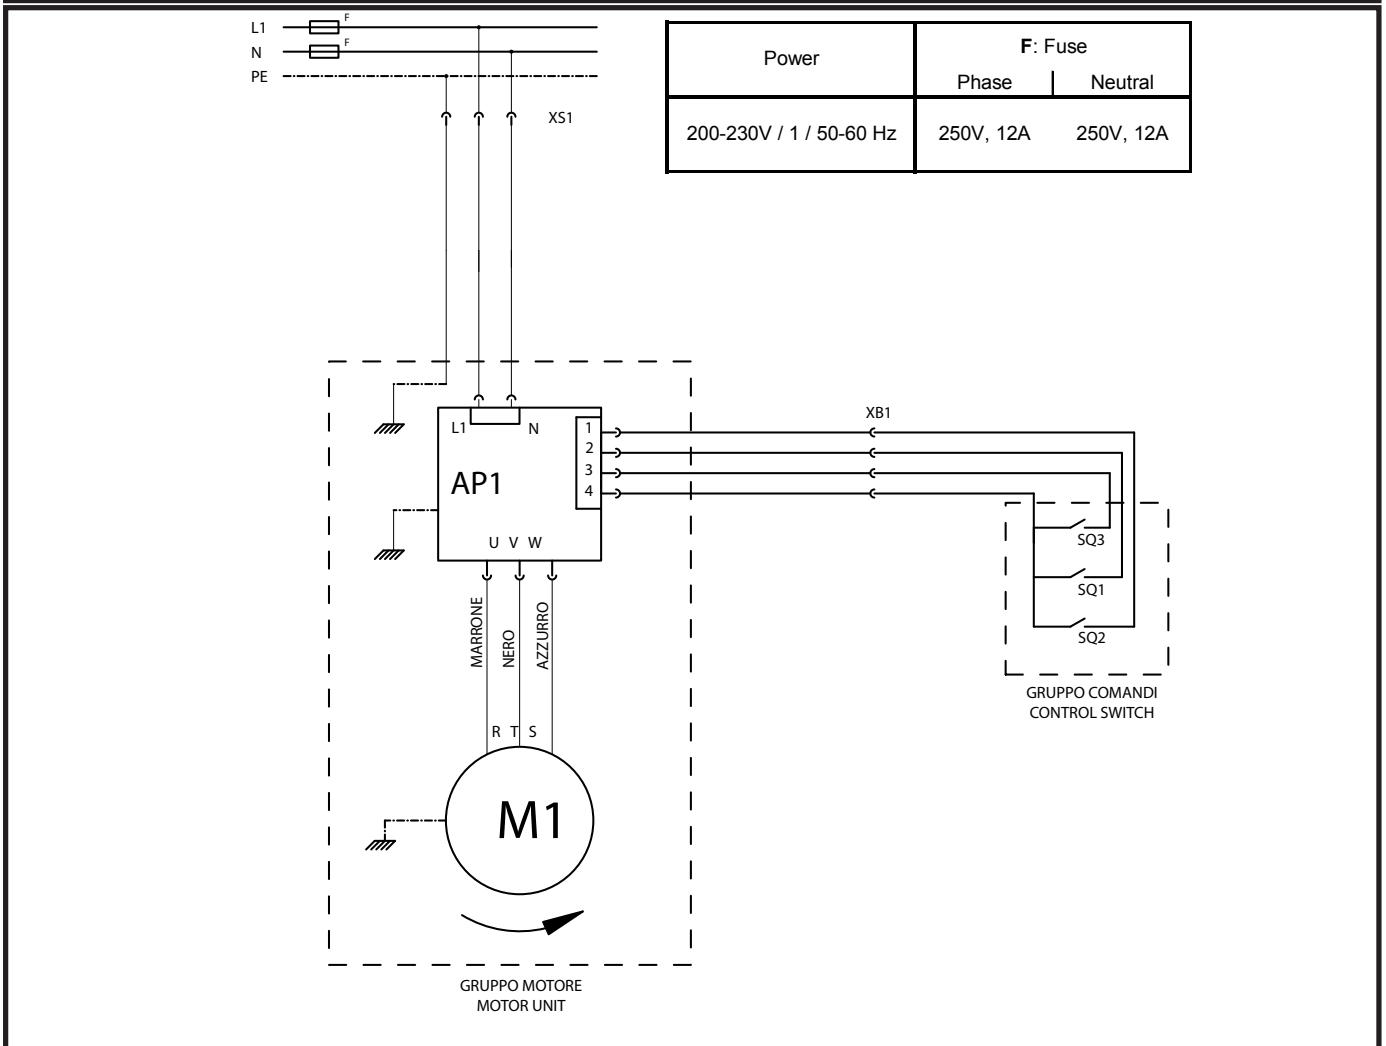 L1
F
N
F
PE
XS1
Power
F: Fuse
Phase
Neutral
200-230V / 1 / 50-60 Hz
250V, 12A
250V, 12A
L1
N
AP1
1
2
3
4
U V W
XB1
SQ3
SQ1
SQ2
GRUPPO COMANDI
CONTROL SWITCH
MARRONE
NERO
AZZURRO
R T S
M1
GRUPPO MOTORE
MOTOR UNIT